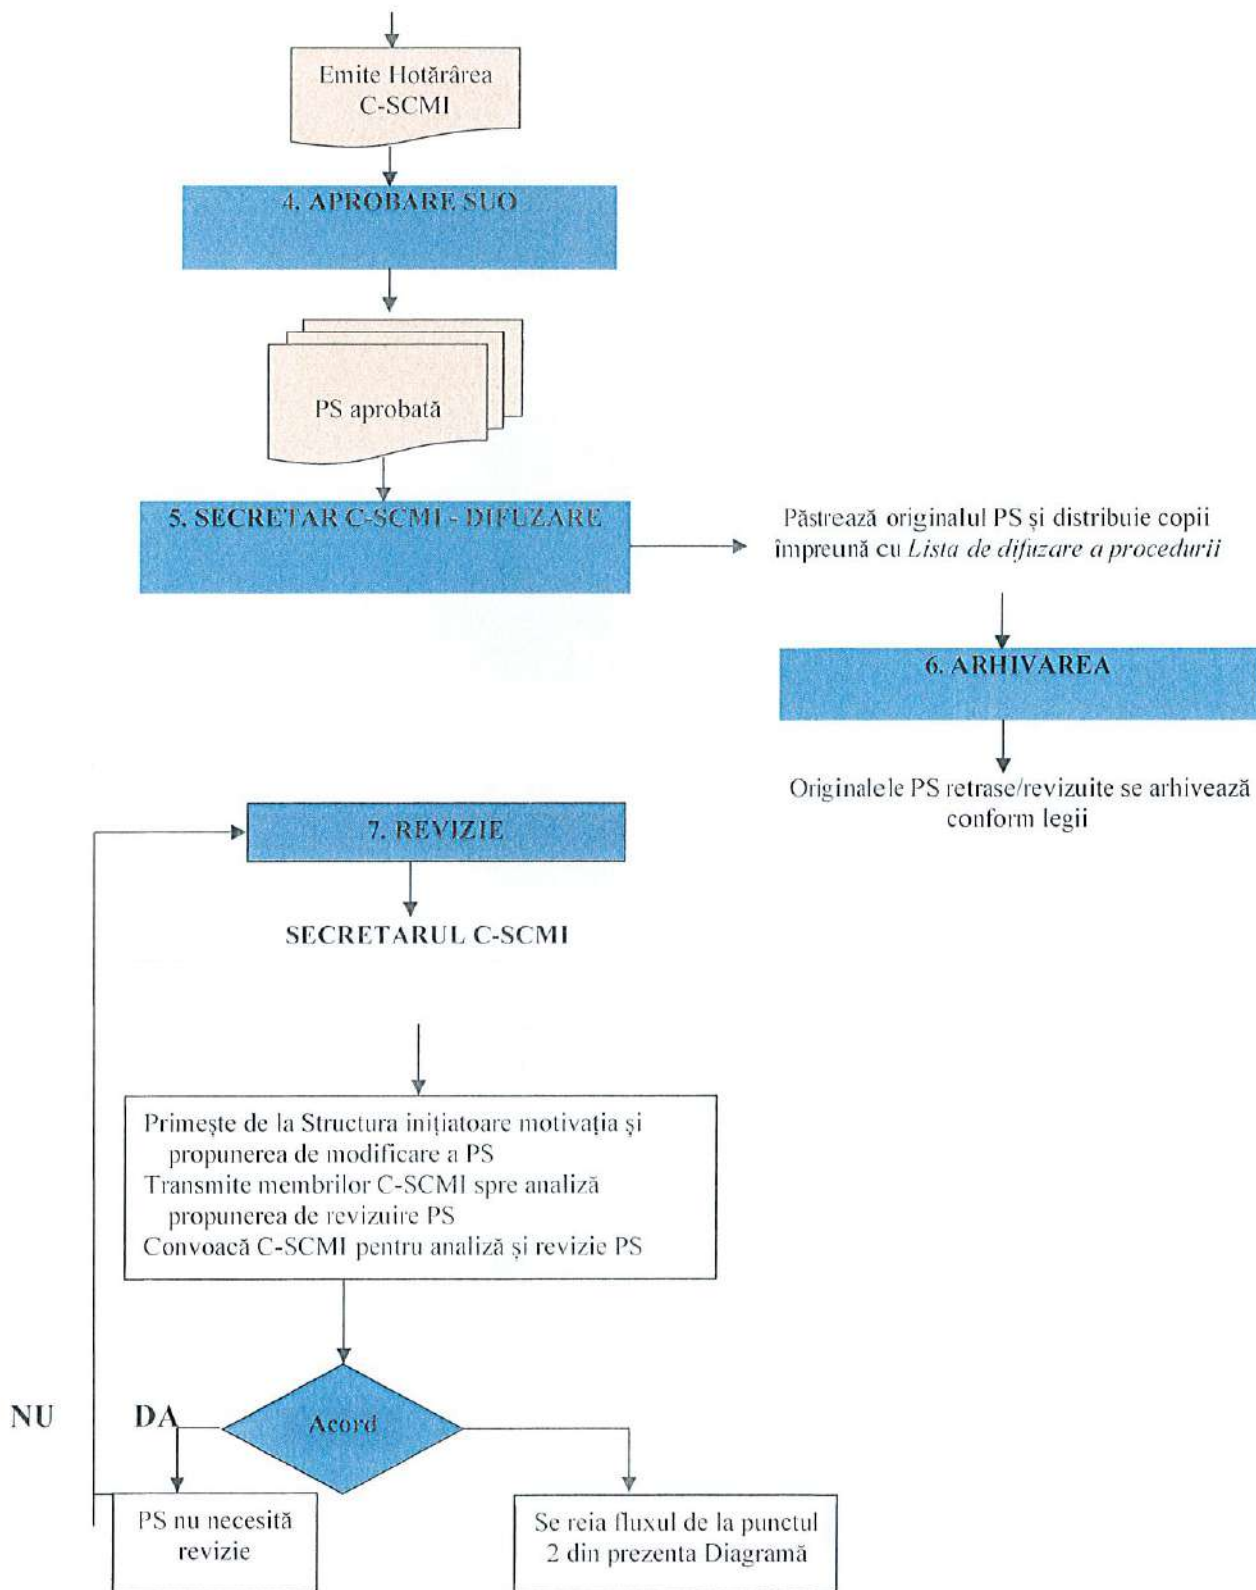 Emite Hotărârea
C-SCMI
4. APROBARE SUO
PS aprobată
5. SECRETAR C-SCMI - DIFUZARE
Păstrează originalul PS și distribuie copii
împreună cu Lista de difuzare a procedurii
6. ARHIVAREA
Originalele PS retrase/revizuite se arhivează
conform legii
7. REVIZIE
SECRETARUL C-SCMI
Primește de la Structura inițiatoare motivația și
propunerea de modificare a PS
Transmite membrilor C-SCMI spre analiză
propunerea de revizuire PS
Convoacă C-SCMI pentru analiză și revizie PS
NU
DA
Acord
PS nu necesită
revizie
Se reia fluxul de la punctul
2 din prezenta Diagramă